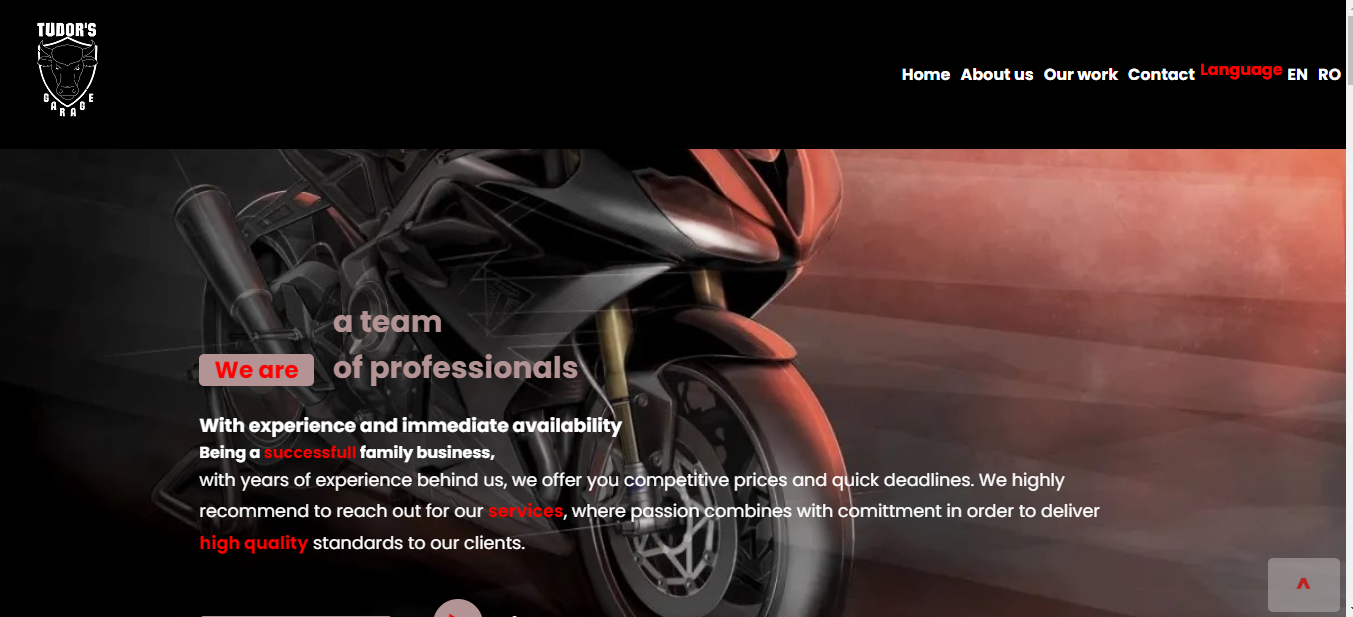 TUDOR'S
GARAGE
Home About us Our work Contact Language EN RO
a team
We are of professionals
With experience and immediate availability
Being a successfull family business,
with years of experience behind us, we offer you competitive prices and quick deadlines. We highly
recommend to reach out for our services, where passion combines with comittment in order to deliver
high quality standards to our clients.
^